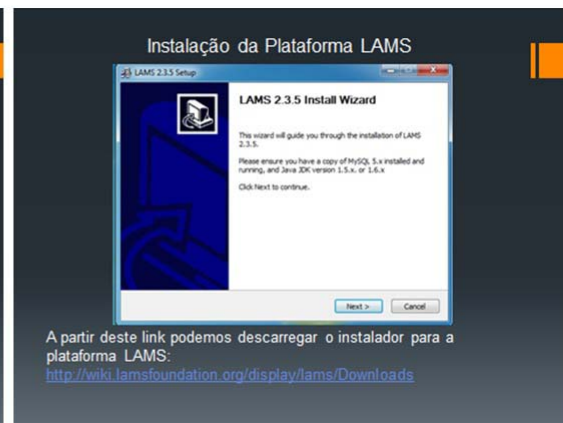 Instalação da Plataforma LAMS
LAMS 2.3.5 Setup
LAMS 2.3.5 Install Wizard
This wizard will guide you through the installation of LAMS
2.3.5.
Please ensure you have a copy of MySQL 5.x installed and
running, and Java JDK version 1.5.x. or 1.6.x
Click Next to continue.
Next >
Cancel
A partir deste link podemos descarregar o instalador para a
plataforma LAMS:
http://wiki.lamsfoundation.org/display/lams/Downloads